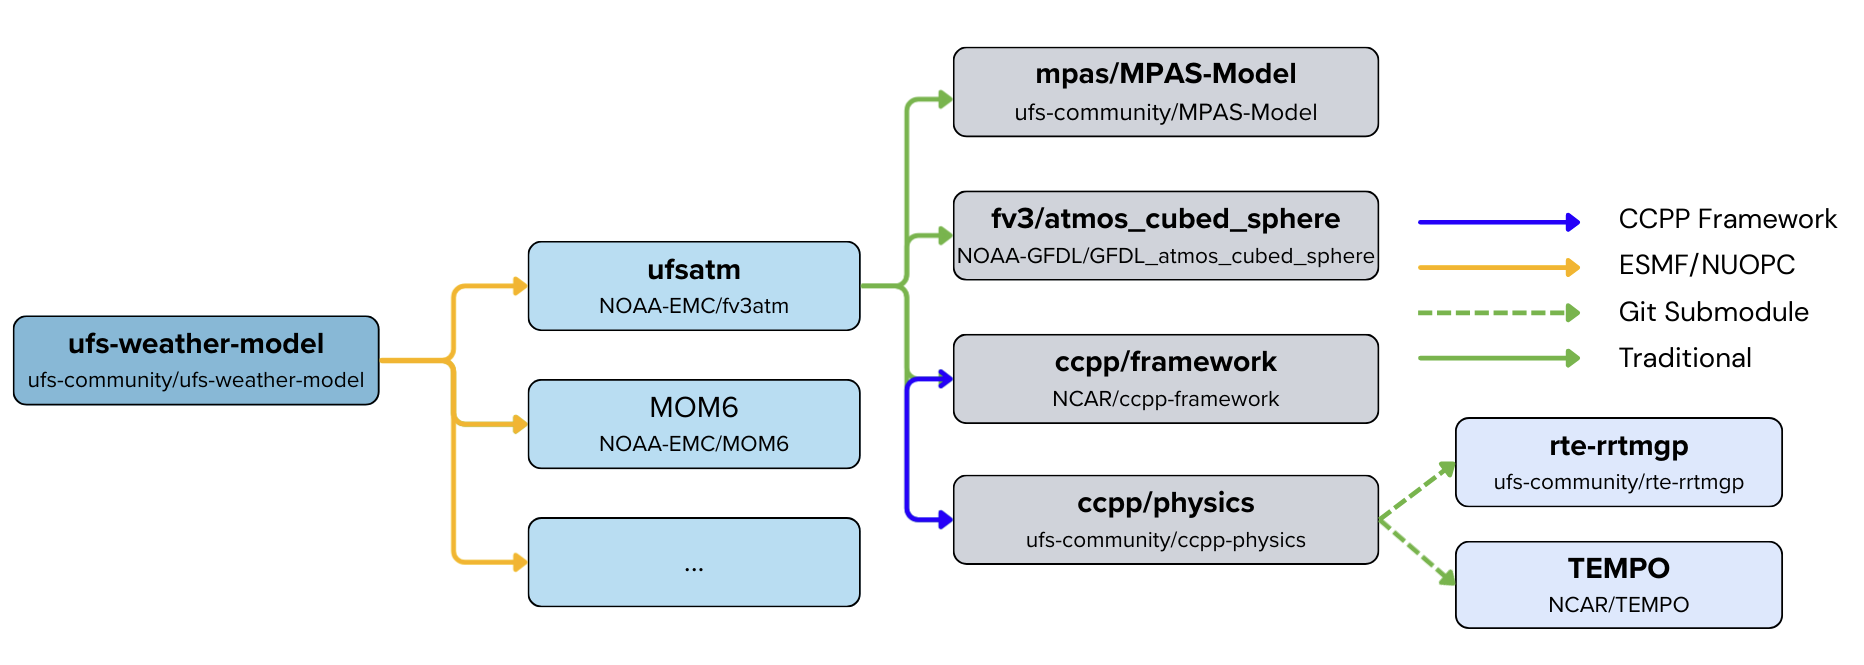 ufs-weather-model
ufs-community/ufs-weather-model
ufsatm
NOAA-EMC/fv3atm
MOM6
NOAA-EMC/MOM6
...
mpas/MPAS-Model
ufs-community/MPAS-Model
fv3/atmos_cubed_sphere
NOAA-GFDL/GFDL_atmos_cubed_sphere
ccpp/framework
NCAR/ccpp-framework
ccpp/physics
ufs-community/ccpp-physics
CCPP Framework
ESMF/NUOPC
Git Submodule
Traditional
rte-rrtmgp
ufs-community/rte-rrtmgp
TEMPO
NCAR/TEMPO